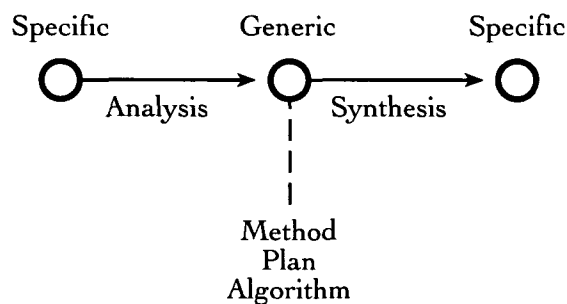 Specific Generic Specific
Analysis Synthesis
Method
Plan
Algorithm